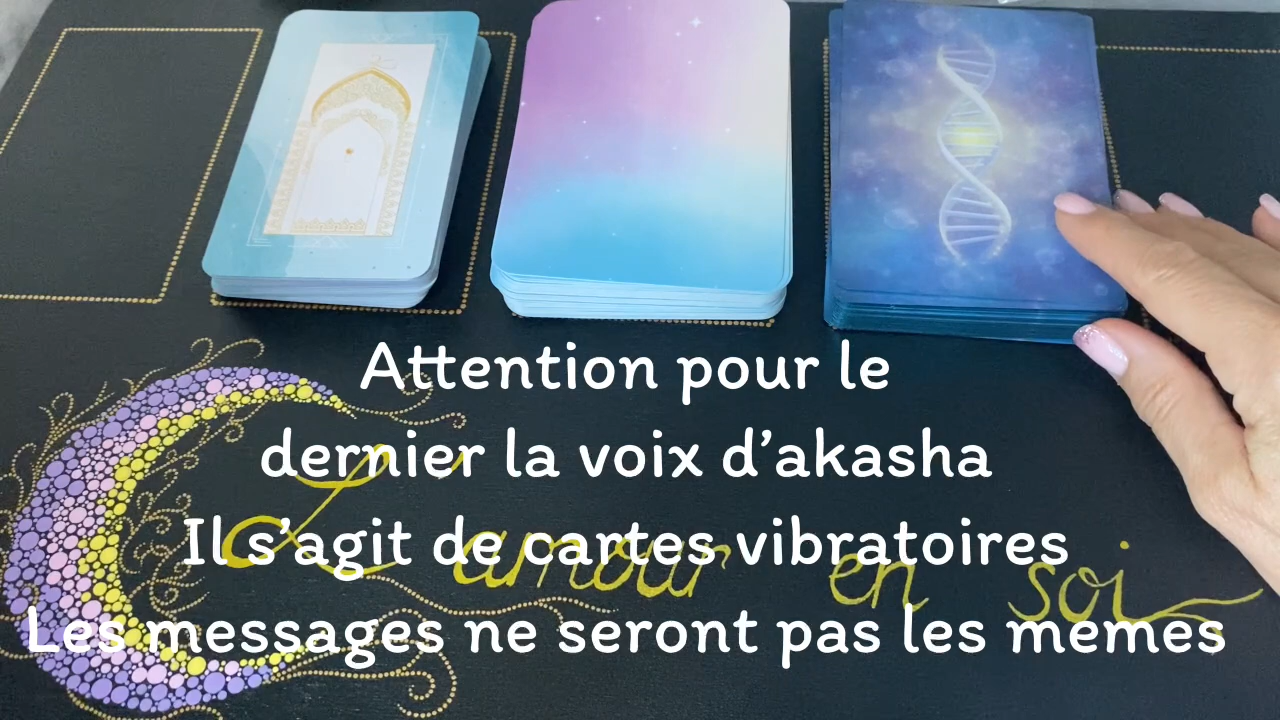 Attention pour le
dernier la voix d’akasha
Il s’agit de cartes vibratoires
L'amour en soi
Les messages ne seront pas les memes